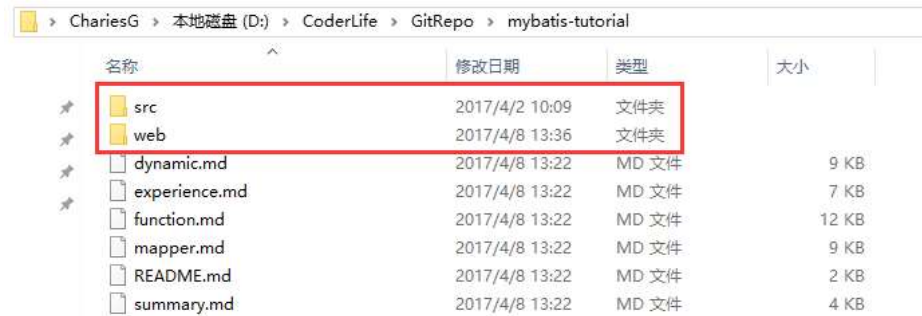 ChariesG › 本地磁盘 (D:) › CoderLife › GitRepo › mybatis-tutorial
名称 修改日期 类型 大小
src 2017/4/2 10:09 文件夹
web 2017/4/8 13:36 文件夹
dynamic.md 2017/4/8 13:22 MD 文件 9 KB
experience.md 2017/4/8 13:22 MD 文件 7 KB
function.md 2017/4/8 13:22 MD 文件 12 KB
mapper.md 2017/4/8 13:22 MD 文件 9 KB
README.md 2017/4/8 13:22 MD 文件 2 KB
summary.md 2017/4/8 13:22 MD 文件 4 KB